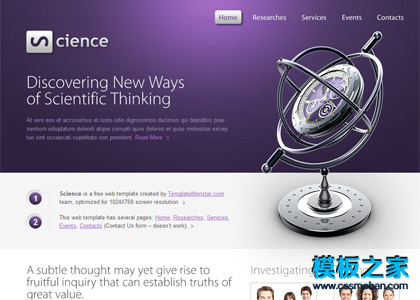 Home Researches Services Events Contacts
S cience
Discovering New Ways
of Scientific Thinking
At vero eos et accusamus et iusto odio dignissimos ducimus qui blanditiis prae
sentium voluptatum deleniti atque corrupti quos dolores et quas molestias excep
turi sint occaecati cupiditate non provident. Read More >
1
Science is a free web template created by TemplateMonster.com
team, optimized for 1024X768 screen resolution. >
2
This web template has several pages: Home, Researches, Services,
Events, Contacts (Contact Us form – doesn't work). >
A subtle thought may yet give rise to
fruitful inquiry that can establish truths of
great value.
Investigating
模板之家
www.cssmoban.com